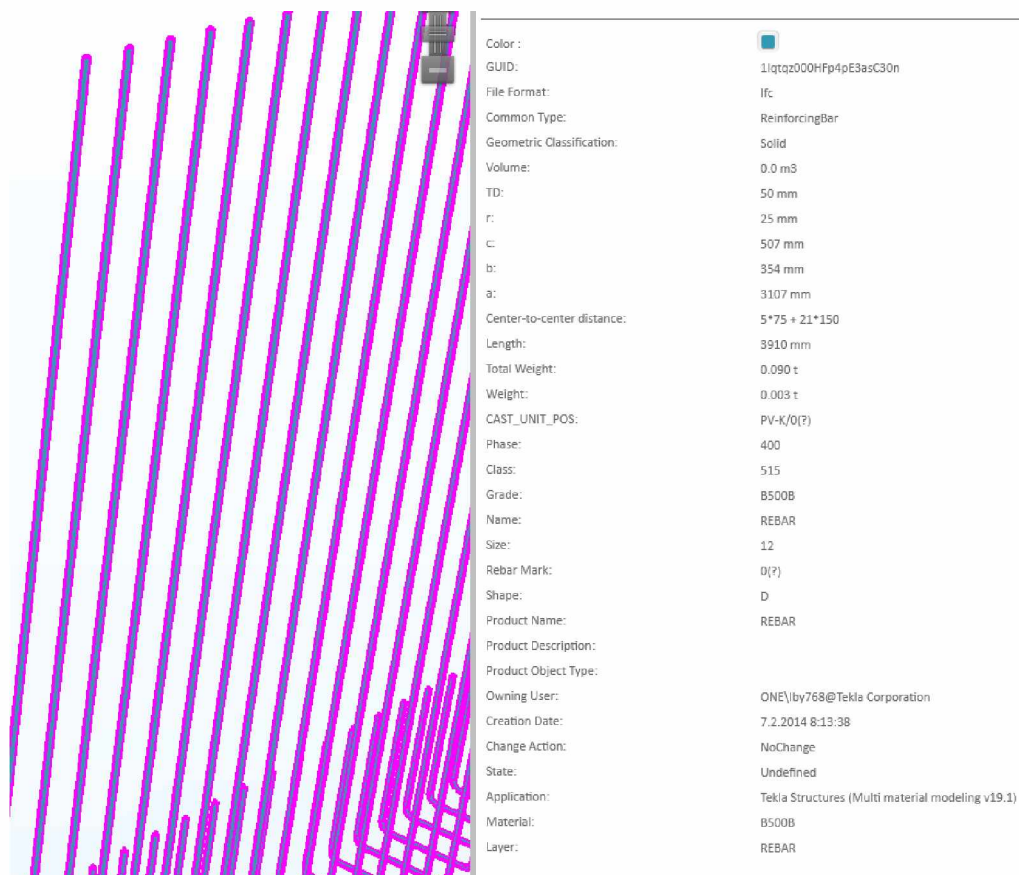 Color :
GUID: 1Iqtqz000HFp4pE3asC30n
File Format: Ifc
Common Type: ReinforcingBar
Geometric Classification: Solid
Volume: 0.0 m3
TD: 50 mm
r: 25 mm
c: 507 mm
b: 354 mm
a: 3107 mm
Center-to-center distance: 5*75 + 21*150
Length: 3910 mm
Total Weight: 0.090 t
Weight: 0.003 t
CAST_UNIT_POS: PV-K/0(?)
Phase: 400
Class: 515
Grade: B500B
Name: REBAR
Size: 12
Rebar Mark: 0(?)
Shape: D
Product Name: REBAR
Product Description:
Product Object Type:
Owning User: ONE\lby768@Tekla Corporation
Creation Date: 7.2.2014 8:13:38
Change Action: NoChange
State: Undefined
Application: Tekla Structures (Multi material modeling v19.1)
Material: B500B
Layer: REBAR